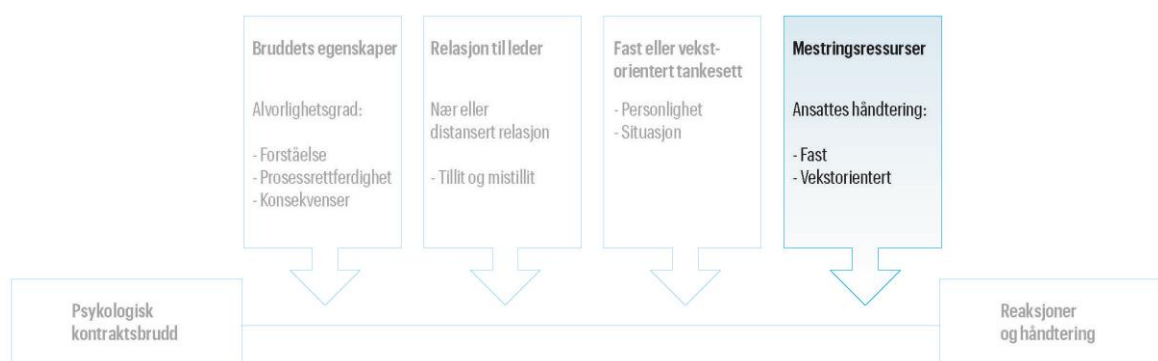 Bruddets egenskaper
Alvorlighetsgrad:
- Forståelse
- Prosessrettferdighet
- Konsekvenser
Relasjon til leder
Nær eller
distansert relasjon
- Tillit og mistillit
Fast eller vekst-
orientert tankesett
- Personlighet
- Situasjon
Mestringsressurser
Ansattes håndtering:
- Fast
- Vekstorientert
Psykologisk
kontraktsbrudd
Reaksjoner
og håndtering